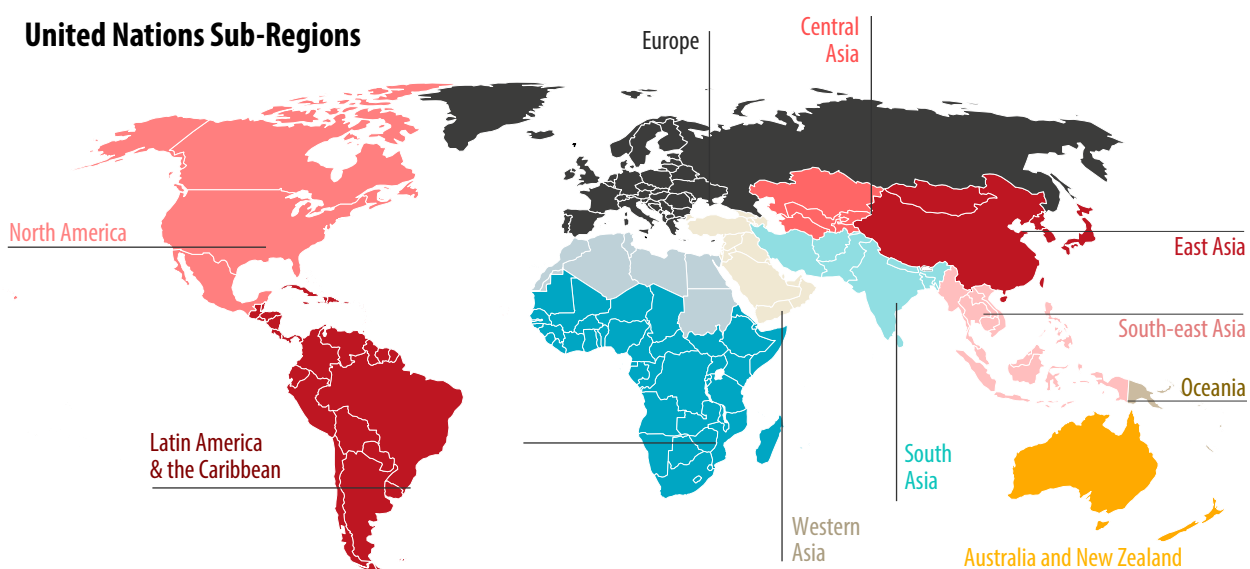 United Nations Sub-Regions
Europe
Central
Asia
North America
East Asia
South-east Asia
Oceania
Latin America
& the Caribbean
South
Asia
Western
Asia
Australia and New Zealand